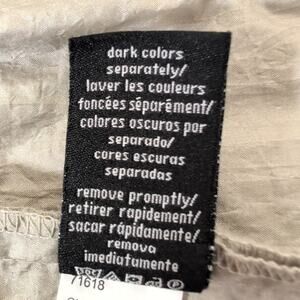 dark colors
separately/
laver les couleurs
foncées séparément/
colores oscuros por
separado/
cores escuras
separadas
remove promptly/
retirer rapidement/
sacar rápidamente/
remova
imediatamente
71618